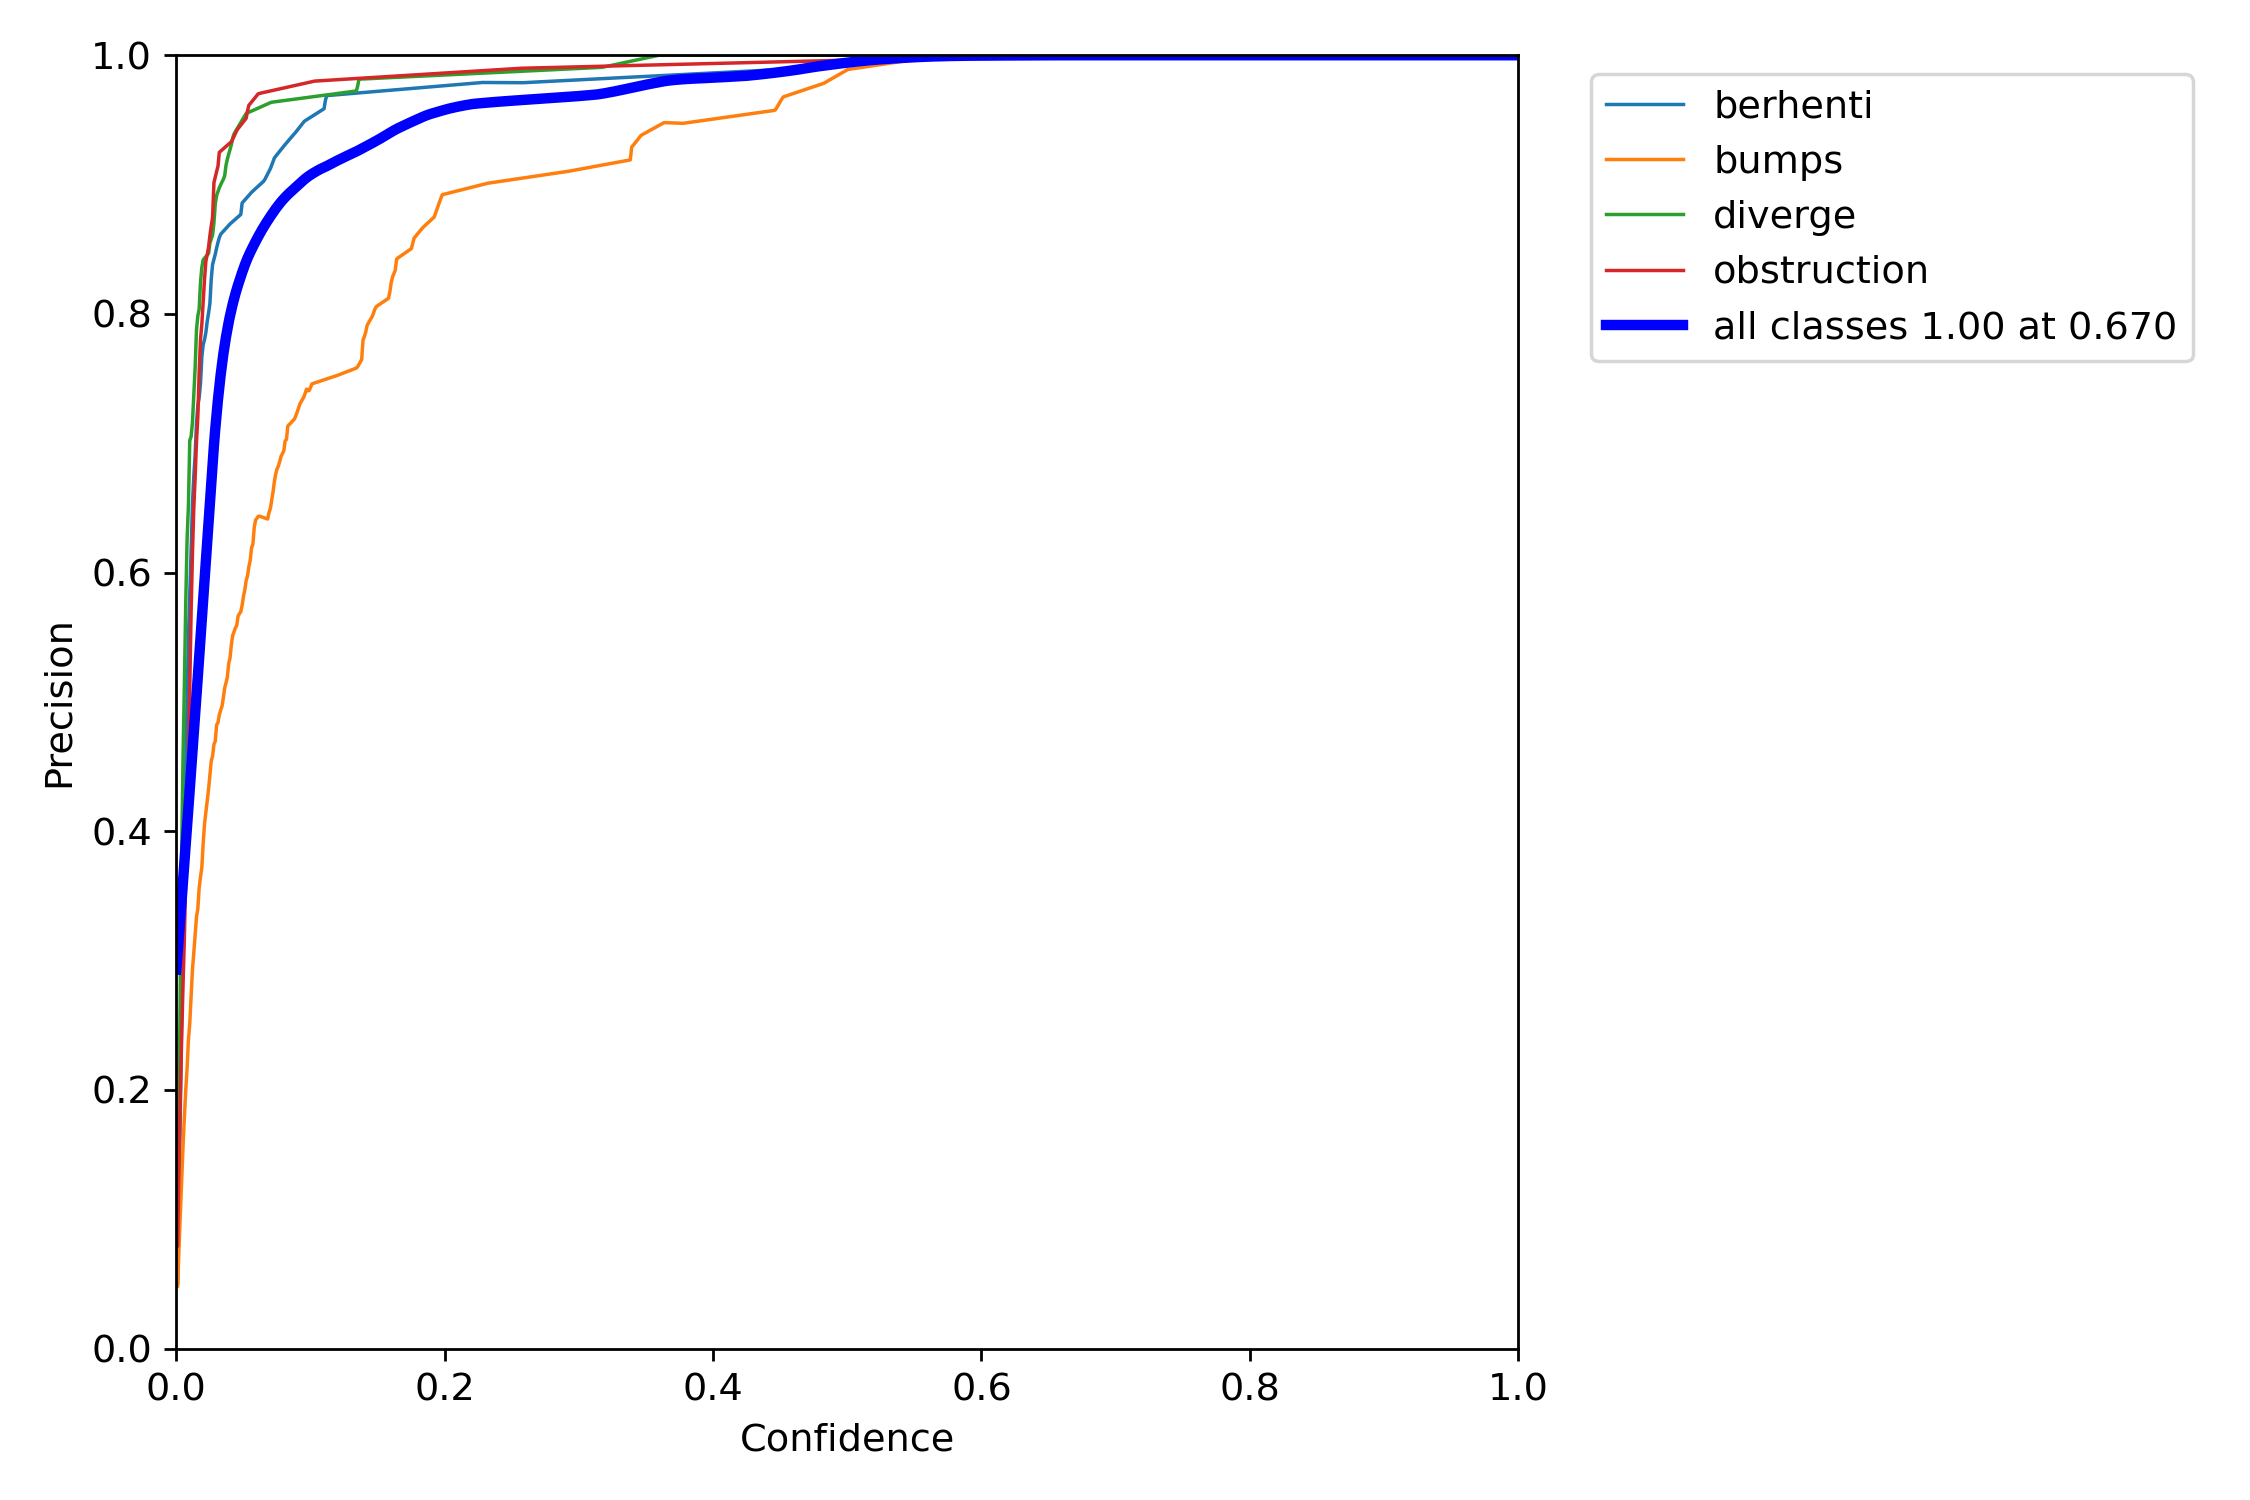 1.0
0.8
0.6
0.4
0.2
0.0
Precision
0.0 0.2 0.4 0.6 0.8 1.0
Confidence
berhenti
bumps
diverge
obstruction
all classes 1.00 at 0.670